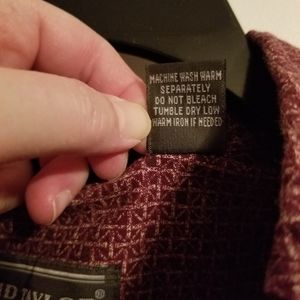 MACHINE WASH WARM
SEPARATELY
DO NOT BLEACH
TUMBLE DRY LOW
WARM IRON IF NEEDED